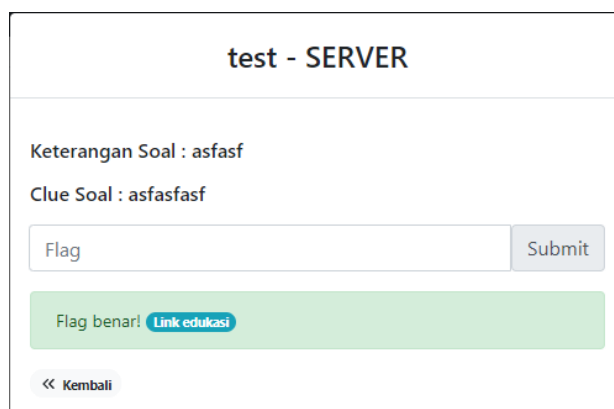 test - SERVER
Keterangan Soal : asfasf
Clue Soal : asfasfasf
Flag Submit
Flag benar! Link edukasi
« Kembali